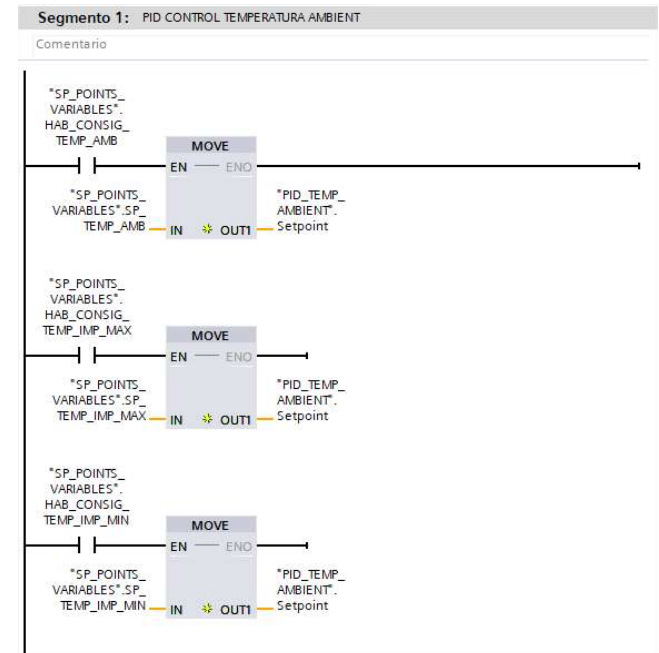 Segmento 1: PID CONTROL TEMPERATURA AMBIENT
Comentario
"SP_POINTS_
VARIABLES".
HAB_CONSIG_
TEMP_AMB
MOVE
EN ENO
"SP_POINTS_
VARIABLES".SP_
TEMP_AMB
IN OUT1
"PID_TEMP_
AMBIENT".
Setpoint
"SP_POINTS_
VARIABLES".
HAB_CONSIG_
TEMP_IMP_MAX
MOVE
EN ENO
"SP_POINTS_
VARIABLES".SP_
TEMP_IMP_MAX
IN OUT1
"PID_TEMP_
AMBIENT".
Setpoint
"SP_POINTS_
VARIABLES".
HAB_CONSIG_
TEMP_IMP_MIN
MOVE
EN ENO
"SP_POINTS_
VARIABLES".SP_
TEMP_IMP_MIN
IN OUT1
"PID_TEMP_
AMBIENT".
Setpoint